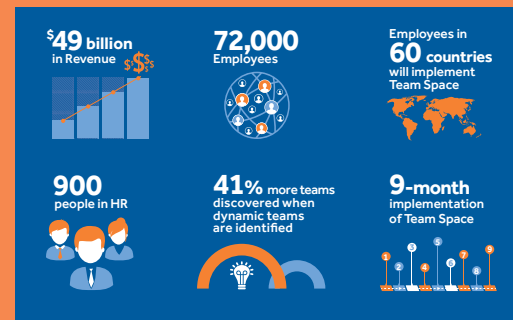 $49 billion
in Revenue
$$$$$
72,000
Employees
Employees in
60 countries
will implement
Team Space
900
people in HR
41% more teams
discovered when
dynamic teams
are identified
9-month
implementation
of Team Space
1 2 3 4 5 6 7 8 9